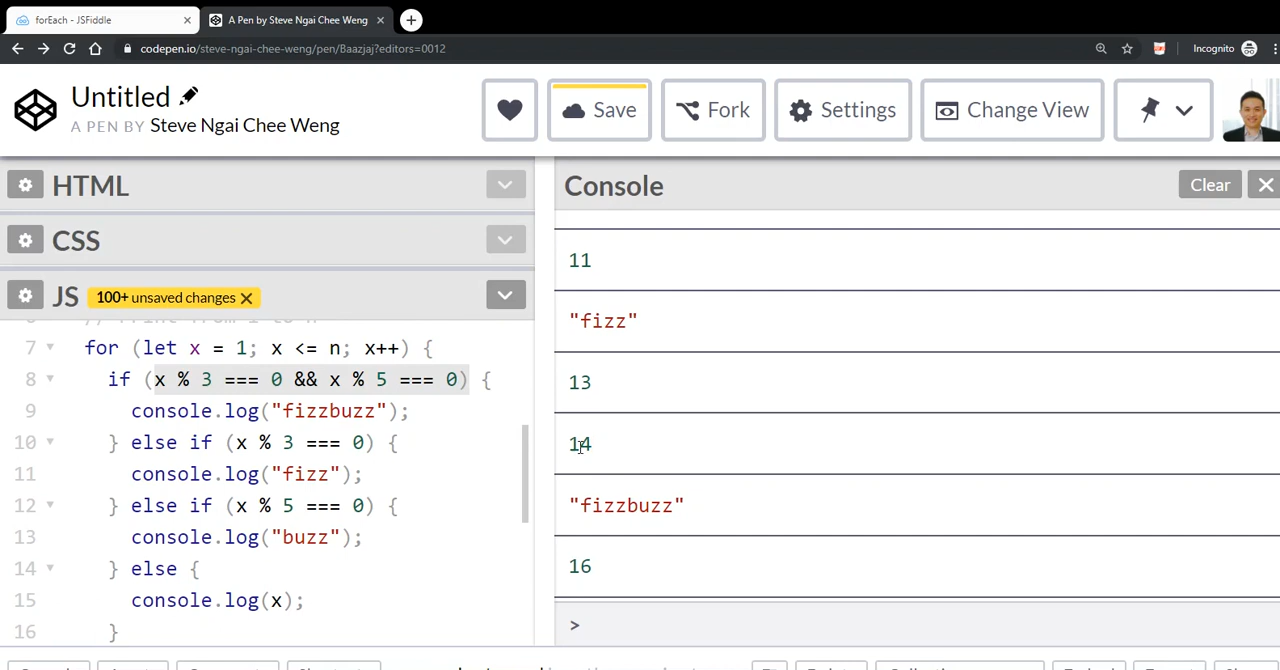 forEach - JSFiddle
A Pen by Steve Ngai Chee Weng
codepen.io/steve-ngai-chee-weng/pen/Baazjaj?editors=0012
Incognito
Untitled
A PEN BY Steve Ngai Chee Weng
Save
Fork
Settings
Change View
HTML
CSS
JS 100+ unsaved changes
7 for (let x = 1; x <= n; x++) {
8 if (x % 3 === 0 && x % 5 === 0) {
9 console.log("fizzbuzz");
10 } else if (x % 3 === 0) {
11 console.log("fizz");
12 } else if (x % 5 === 0) {
13 console.log("buzz");
14 } else {
15 console.log(x);
16 }
Console
Clear
11
"fizz"
13
14
"fizzbuzz"
16
>